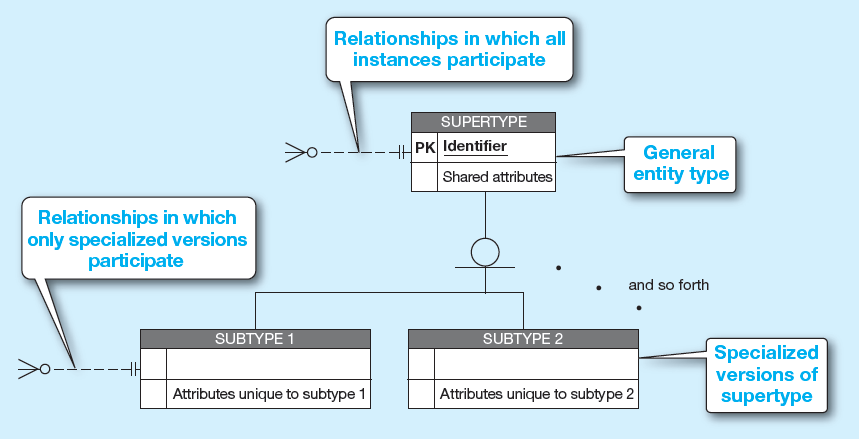 Relationships in which all
instances participate
SUPERTYPE
PK Identifier
Shared attributes
General
entity type
Relationships in which
only specialized versions
participate
and so forth
SUBTYPE 1
Attributes unique to subtype 1
SUBTYPE 2
Attributes unique to subtype 2
Specialized
versions of
supertype